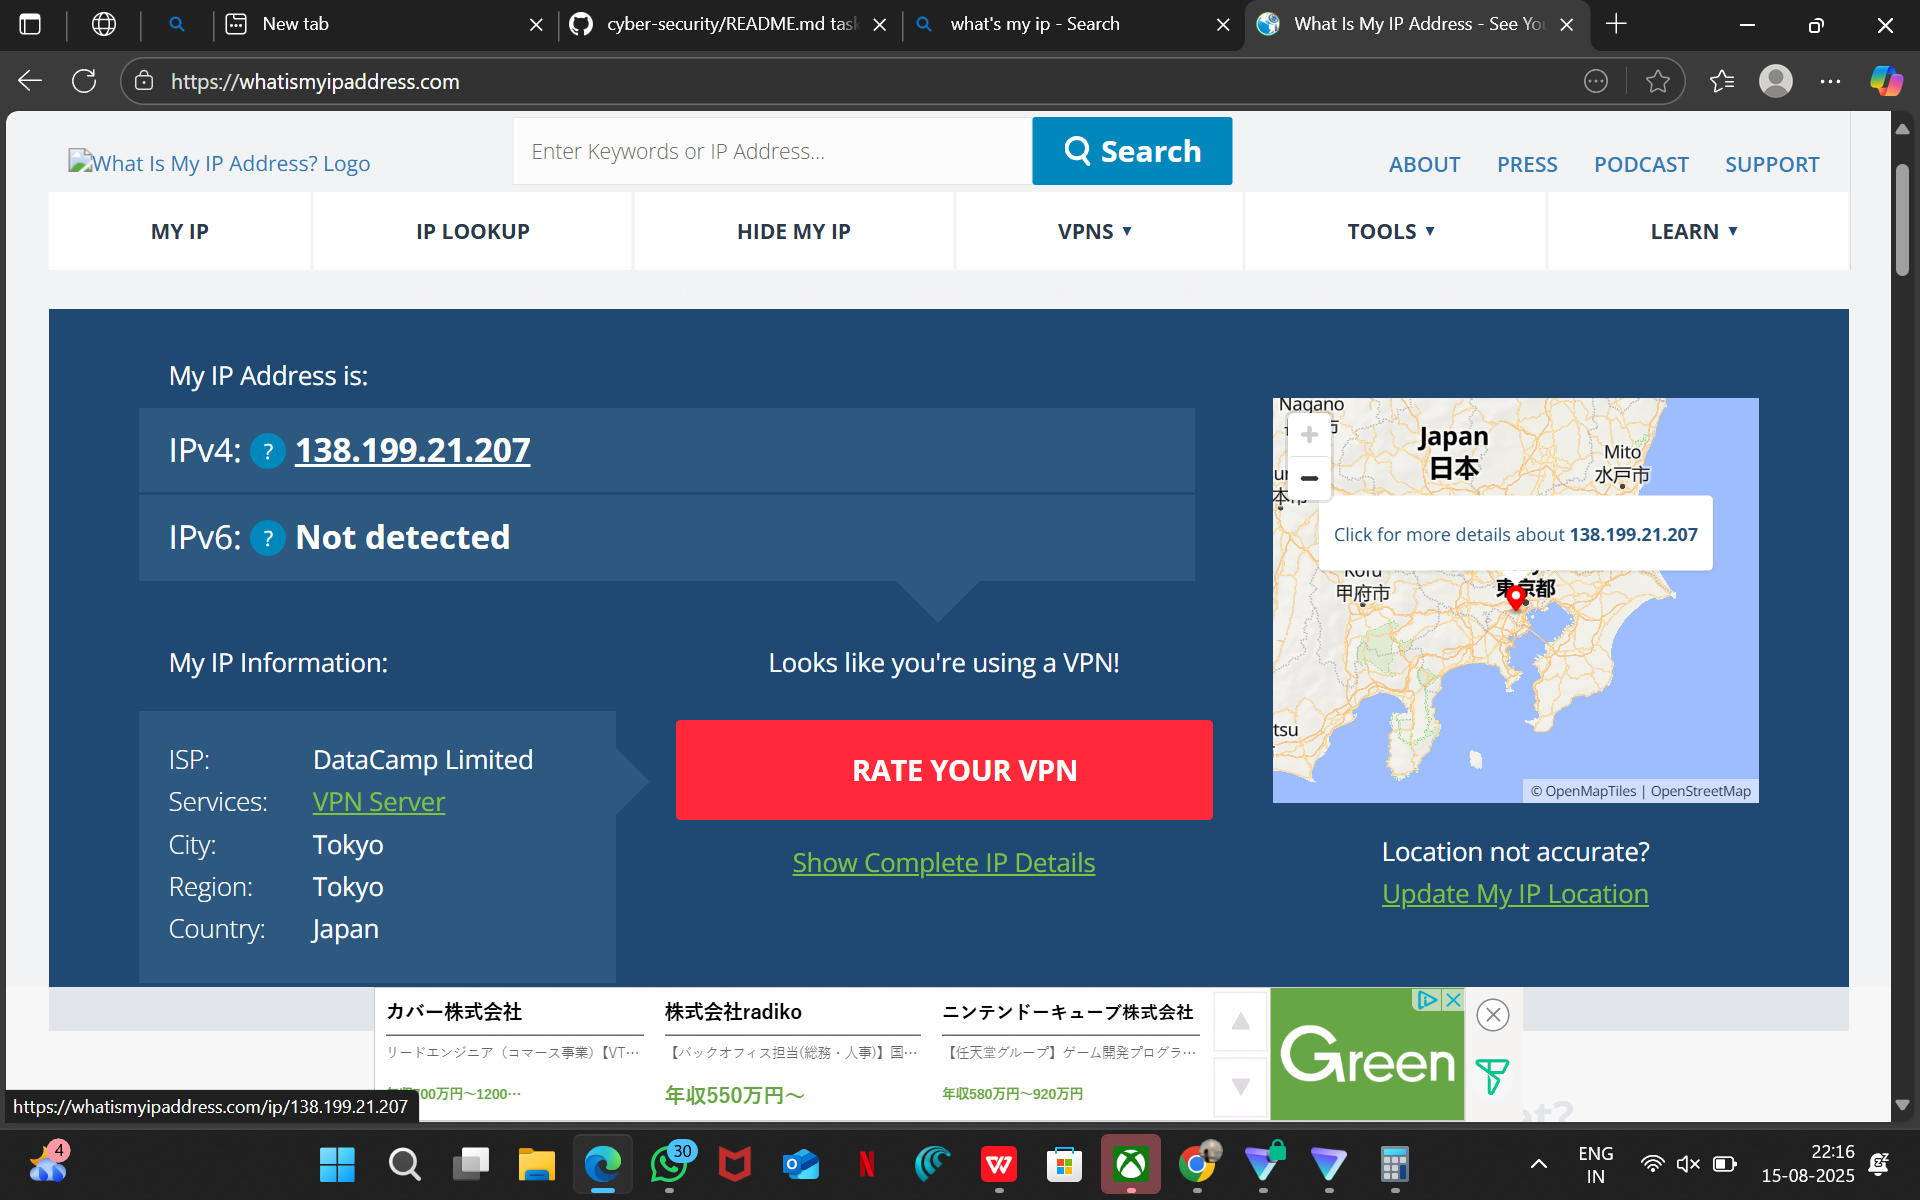 New tab
cyber-security/README.md task
what's my ip - Search
What Is My IP Address - See You
https://whatismyipaddress.com
What Is My IP Address? Logo
Enter Keywords or IP Address...
Search
ABOUT
PRESS
PODCAST
SUPPORT
MY IP
IP LOOKUP
HIDE MY IP
VPNS ▼
TOOLS ▼
LEARN ▼
My IP Address is:
IPv4: ? 138.199.21.207
IPv6: ? Not detected
Nagano
Japan
日本
Mito
水戸市
Click for more details about 138.199.21.207
Kofu
甲府市
東京都
tsu
© OpenMapTiles | OpenStreetMap
My IP Information:
Looks like you're using a VPN!
ISP: DataCamp Limited
Services: VPN Server
City: Tokyo
Region: Tokyo
Country: Japan
RATE YOUR VPN
Show Complete IP Details
Location not accurate?
Update My IP Location
カバー株式会社
リードエンジニア（コマース事業）【VT…
00万円～1200…
株式会社radiko
【バックオフィス担当(総務・人事)】国…
年収550万円～
ニンテンドーキューブ株式会社
【任天堂グループ】ゲーム開発プログラ…
年収580万円～920万円
Green
https://whatismyipaddress.com/ip/138.199.21.207
4
30
ENG
IN
22:16
15-08-2025